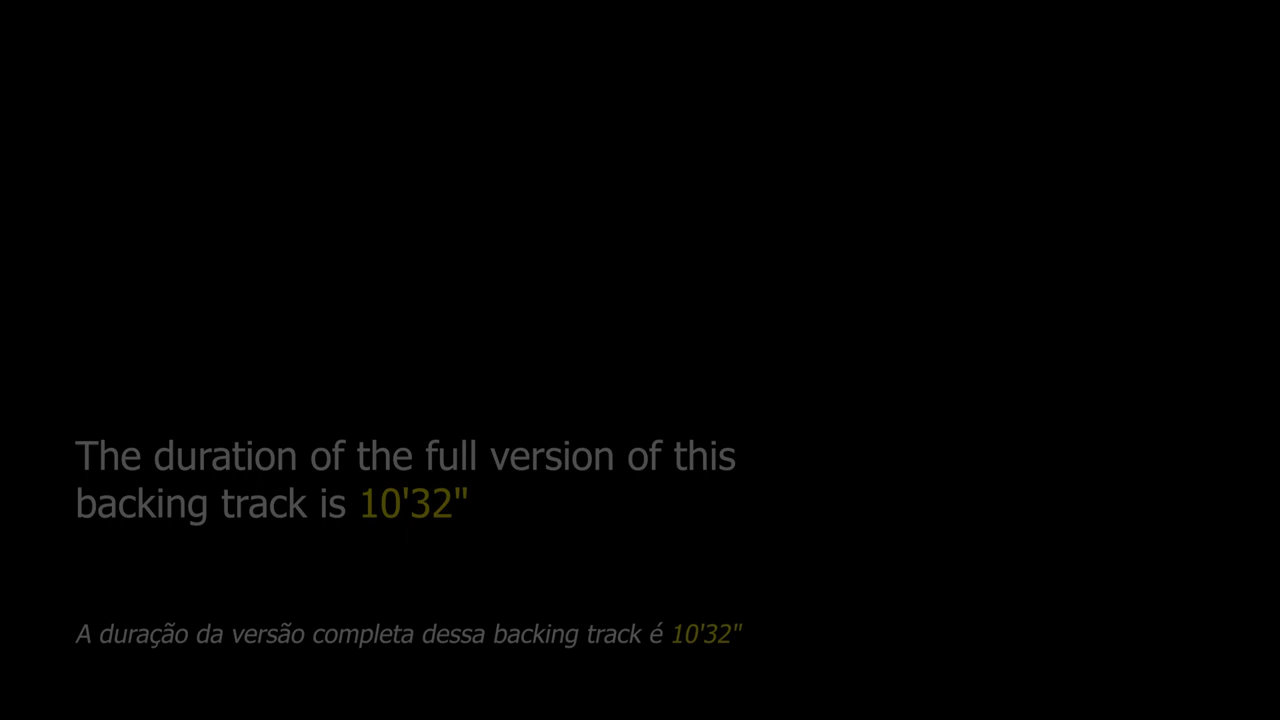 The duration of the full version of this
backing track is 10'32"
A duração da versão completa dessa backing track é 10'32"